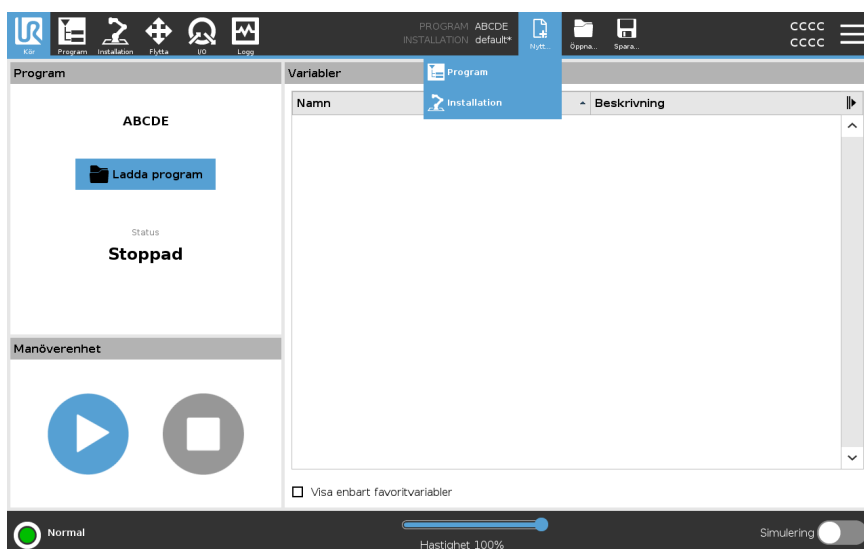 UR
Kör
Program
Installation
Flytta
I/O
Logg
PROGRAM ABCDE
INSTALLATION default*
Nytt...
Öppna...
Spara...
CCCC
CCCC
Program
Installation
Program
ABCDE
Ladda program
Status
Stoppad
Manöverenhet
Variabler
Namn
Beskrivning
Visa enbart favoritvariabler
Normal
Hastighet 100%
Simulering